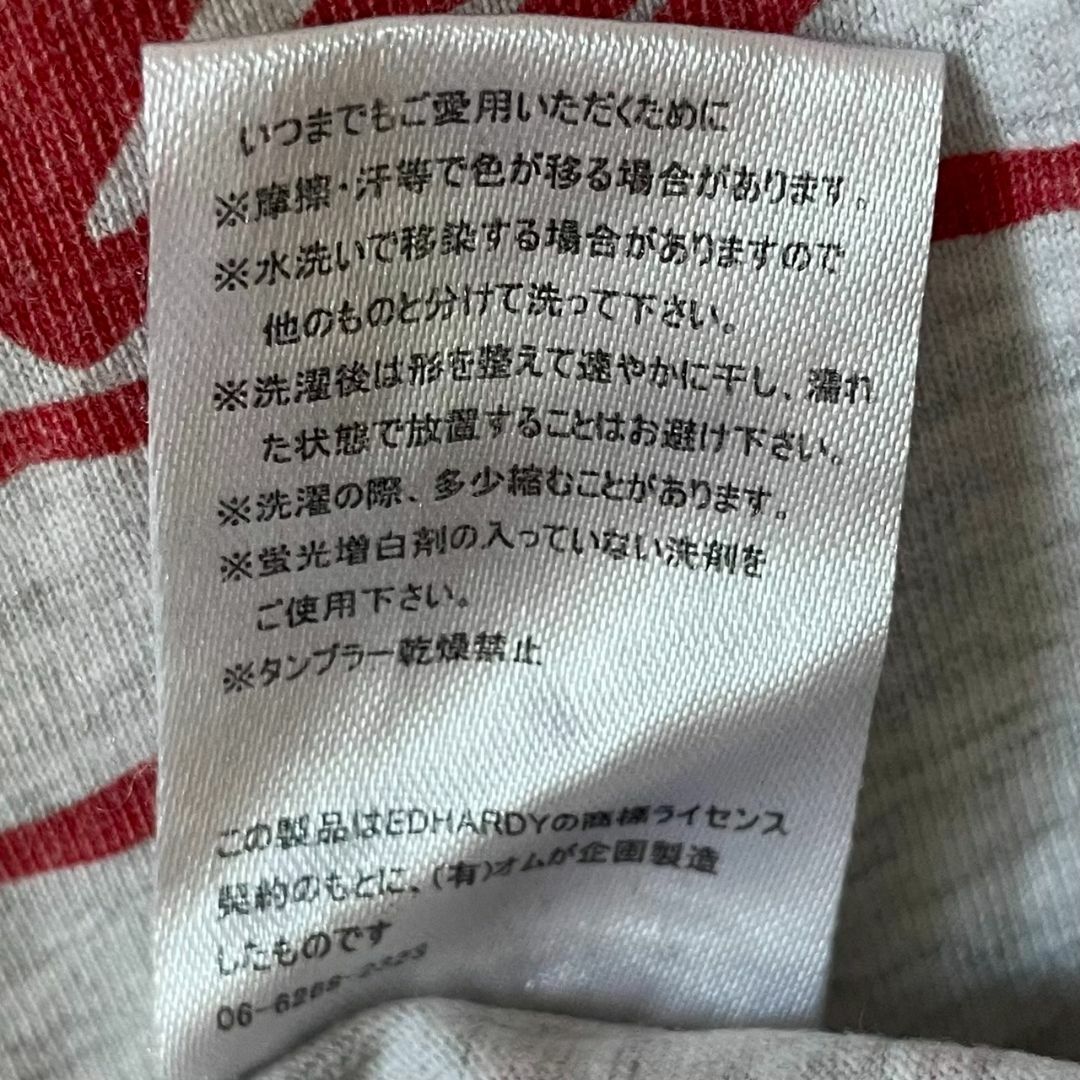 いつまでもご愛用いただくために
※摩擦・汗等で色が移る場合があります。
※水洗いで移染する場合がありますので
他のものと分けて洗って下さい。
※洗濯後は形を整えて速やかに干し、濡れ
た状態で放置することはお避け下さい。
※洗濯の際、多少縮むことがあります。
※蛍光増白剤の入っていない洗剤を
ご使用下さい。
※タンブラー乾燥禁止
この製品はEDHARDYの商標ライセンス
契約のもとに、(有)オムが企画製造
したものです